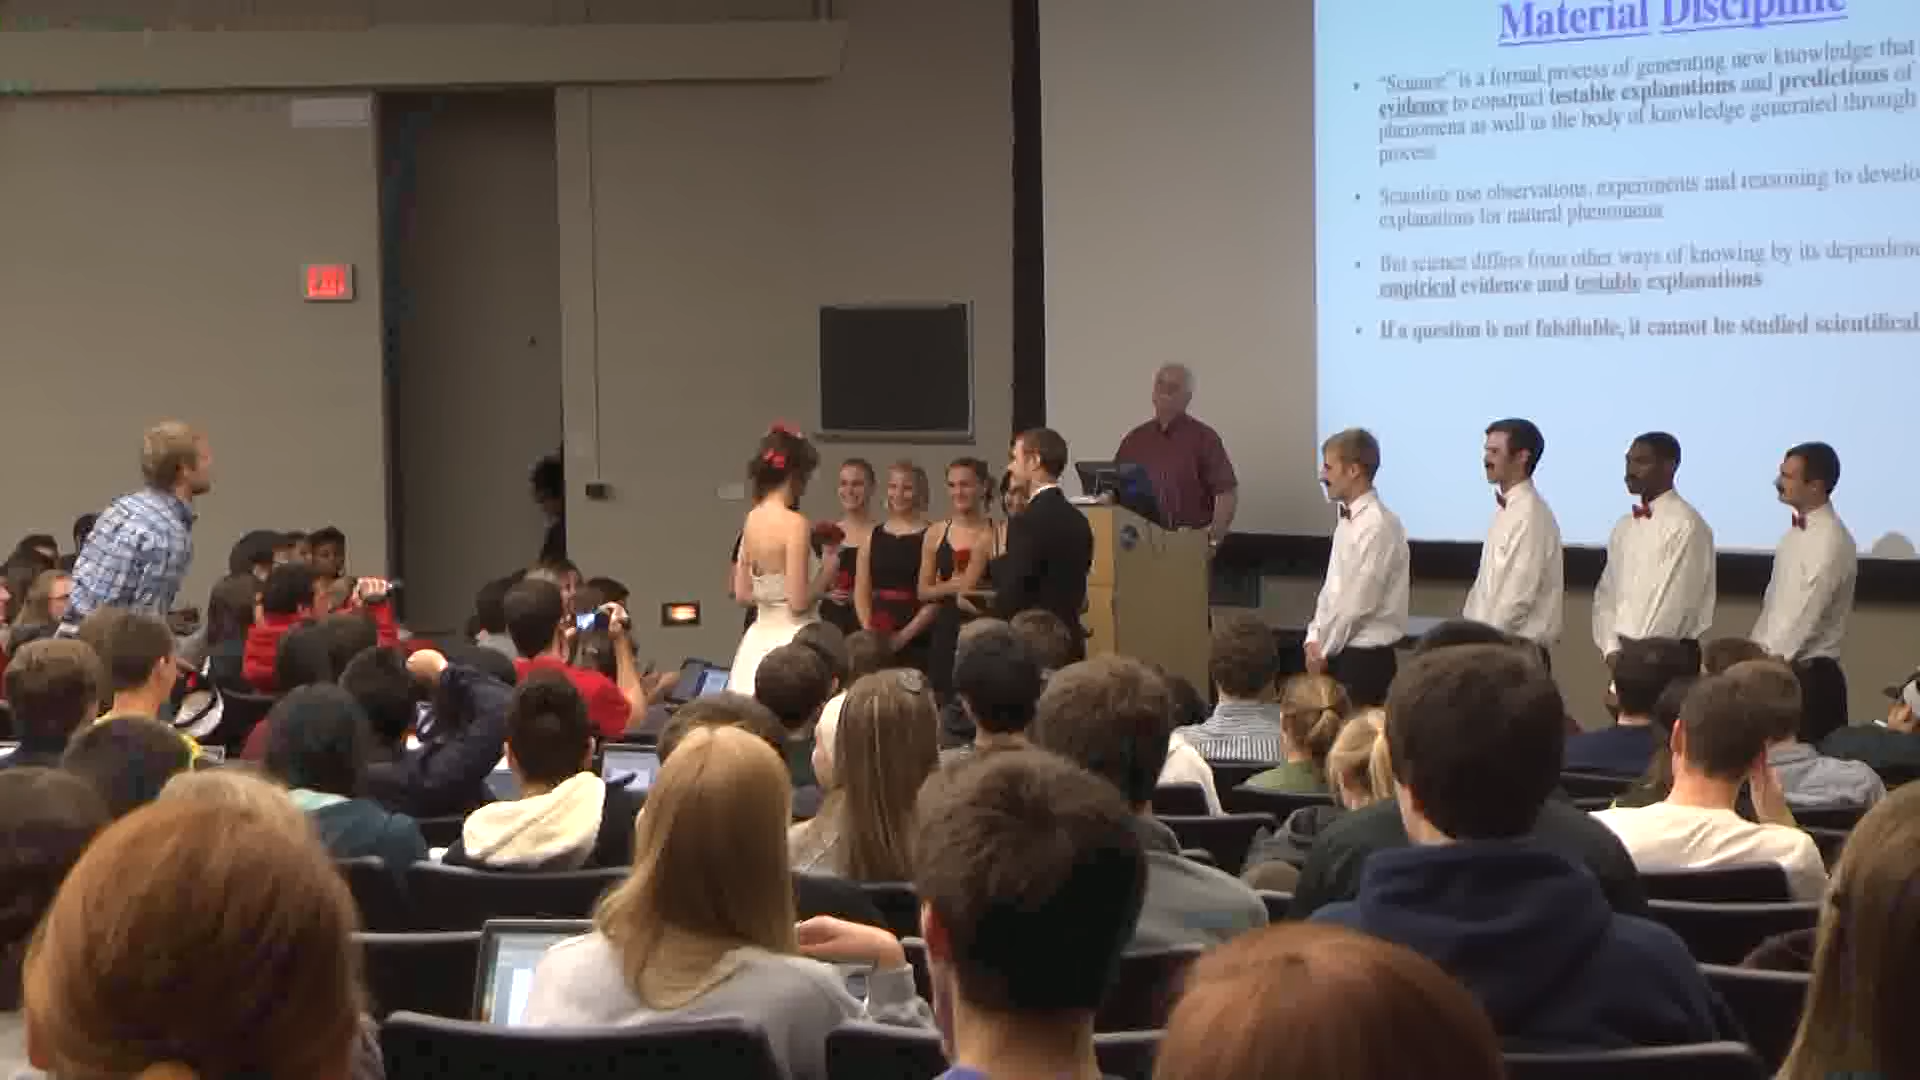 Material Discipline
• "Science" is a formal process of generating new knowledge that
evidence to construct testable explanations and predictions of
phenomena as well as the body of knowledge generated through
process
• Scientists use observations, experiments and reasoning to develo
explanations for natural phenomena
• But science differs from other ways of knowing by its dependenc
empirical evidence and testable explanations
• If a question is not falsifiable, it cannot be studied scientifical
EXIT